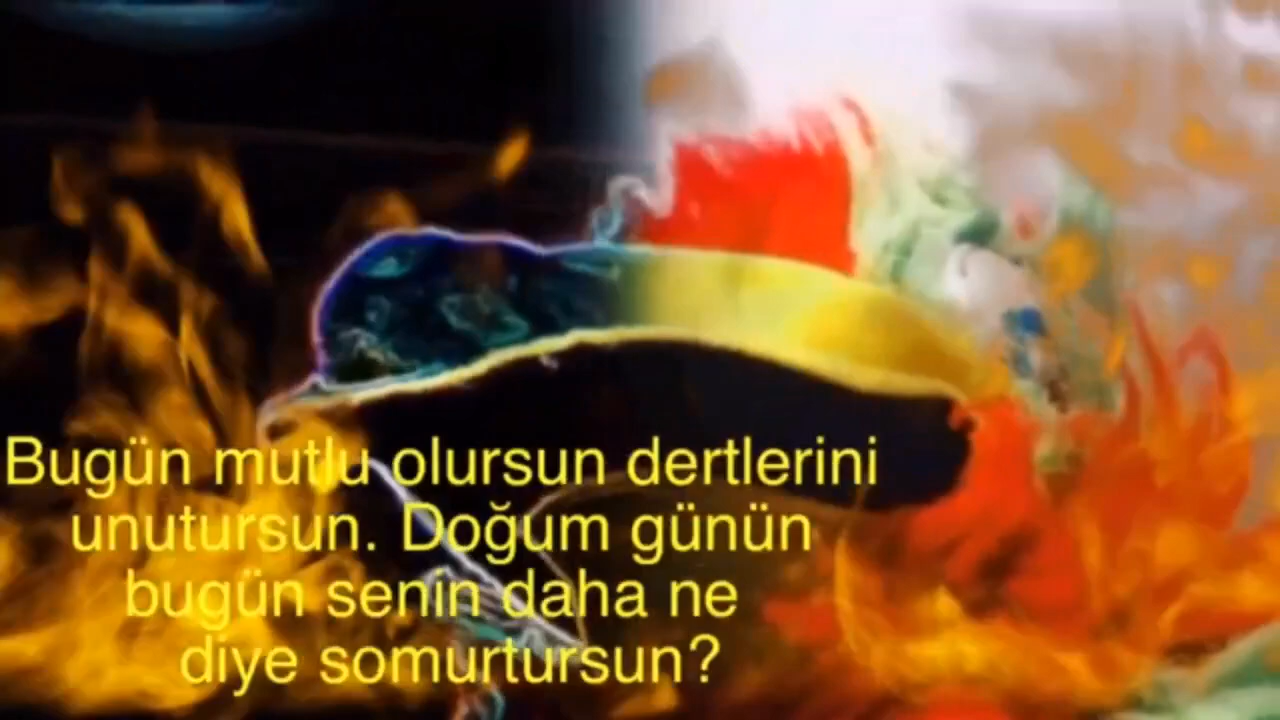 Bugün mutlu olursun dertlerini
unutursun. Doğum günün
bugün senin daha ne
diye somurtursun?